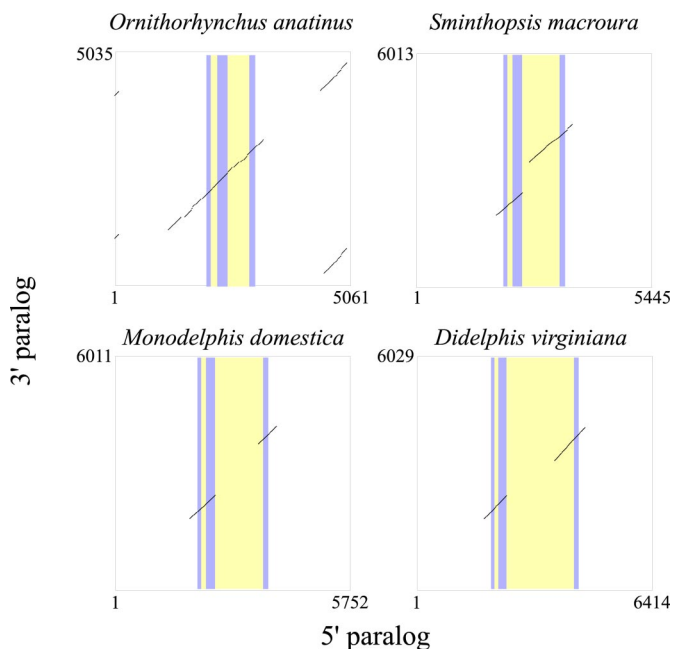 Ornithorhynchus anatinus
Sminthopsis macroura
5035
6013
1
5061
1
5445
3' paralog
Monodelphis domestica
Didelphis virginiana
6011
6029
1
5752
1
6414
5' paralog